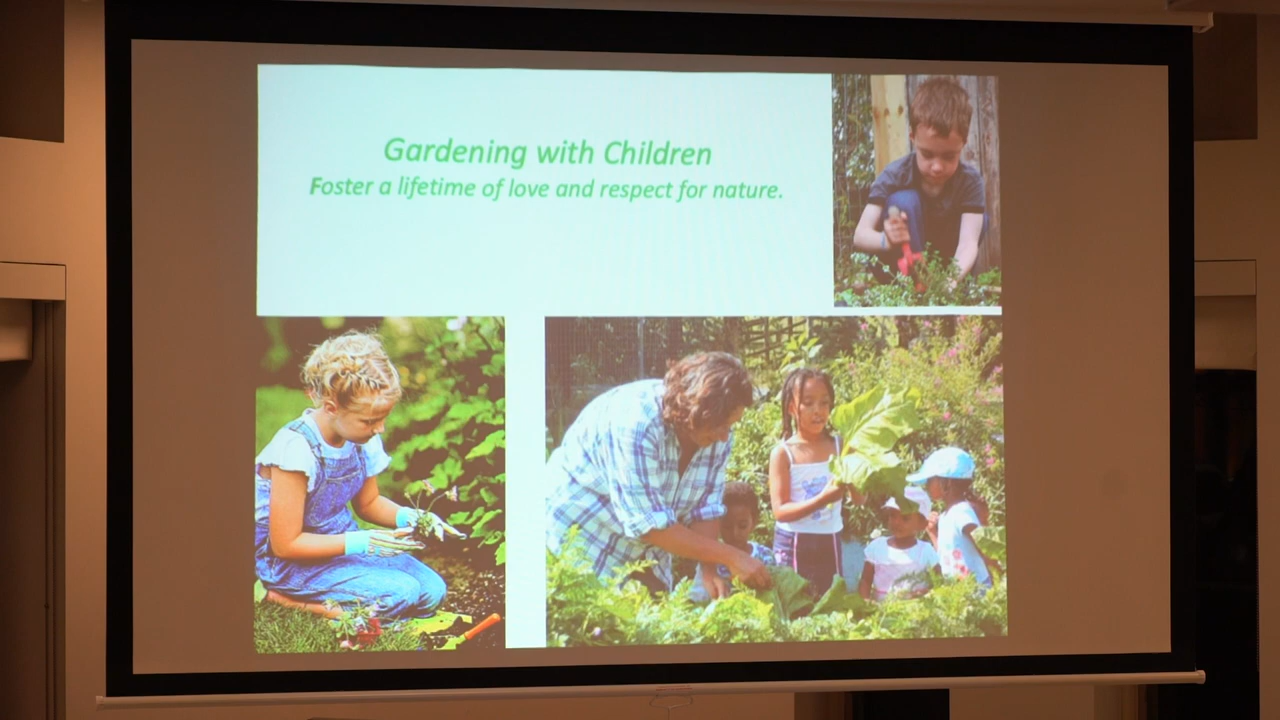 Gardening with Children
Foster a lifetime of love and respect for nature.